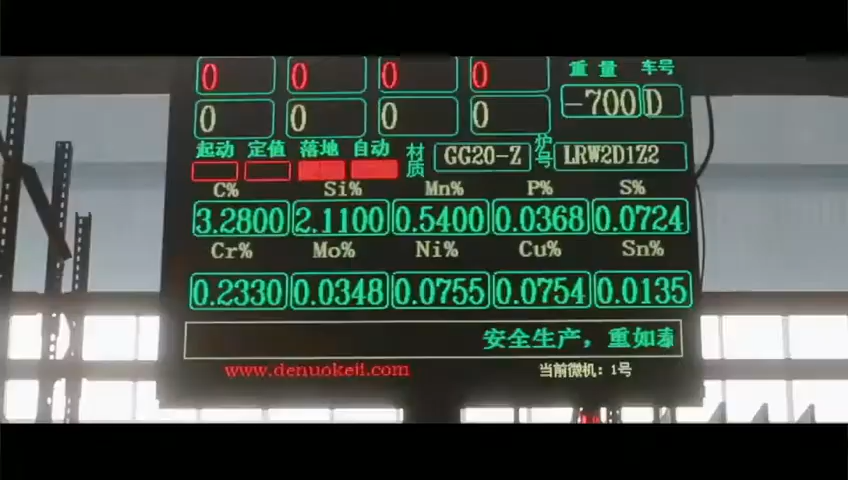 0 0 0 0 重量 车号
0 0 0 0 -700 D
起动 定值 落地 自动 材质 GG20-Z 炉号 LRW2D1Z2
C% Si% Mn% P% S%
3.2800 2.1100 0.5400 0.0368 0.0724
Cr% Mo% Ni% Cu% Sn%
0.2330 0.0348 0.0755 0.0754 0.0135
安全生产，重如泰
www.denuokeji.com 当前微机：1号